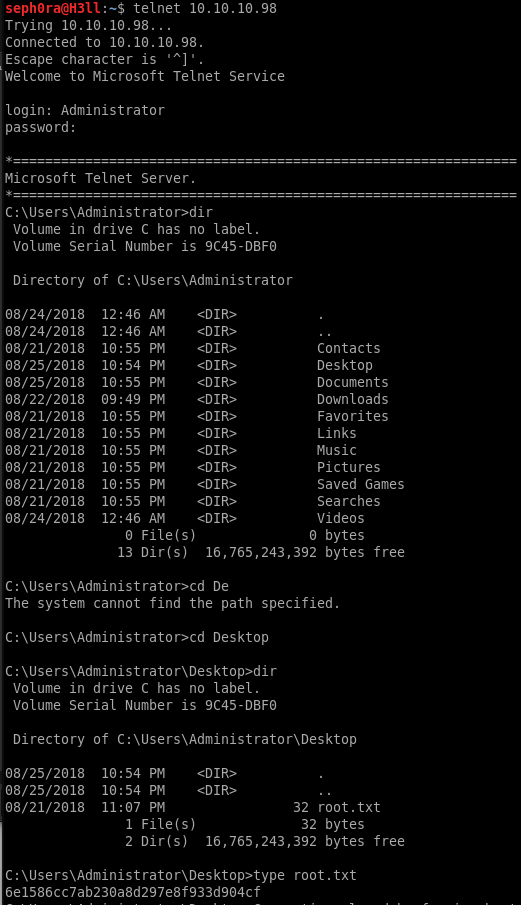 seph0ra@H3ll:~$ telnet 10.10.10.98
Trying 10.10.10.98...
Connected to 10.10.10.98.
Escape character is '^]'.
Welcome to Microsoft Telnet Service
login: Administrator
password:
*===============================================================
Microsoft Telnet Server.
*===============================================================
C:\Users\Administrator>dir
Volume in drive C has no label.
Volume Serial Number is 9C45-DBF0
Directory of C:\Users\Administrator
08/24/2018  12:46 AM    <DIR>          .
08/24/2018  12:46 AM    <DIR>          ..
08/21/2018  10:55 PM    <DIR>          Contacts
08/25/2018  10:54 PM    <DIR>          Desktop
08/25/2018  10:55 PM    <DIR>          Documents
08/22/2018  09:49 PM    <DIR>          Downloads
08/21/2018  10:55 PM    <DIR>          Favorites
08/21/2018  10:55 PM    <DIR>          Links
08/21/2018  10:55 PM    <DIR>          Music
08/21/2018  10:55 PM    <DIR>          Pictures
08/21/2018  10:55 PM    <DIR>          Saved Games
08/21/2018  10:55 PM    <DIR>          Searches
08/24/2018  12:46 AM    <DIR>          Videos
0 File(s)              0 bytes
13 Dir(s)  16,765,243,392 bytes free
C:\Users\Administrator>cd De
The system cannot find the path specified.
C:\Users\Administrator>cd Desktop
C:\Users\Administrator\Desktop>dir
Volume in drive C has no label.
Volume Serial Number is 9C45-DBF0
Directory of C:\Users\Administrator\Desktop
08/25/2018  10:54 PM    <DIR>          .
08/25/2018  10:54 PM    <DIR>          ..
08/21/2018  11:07 PM                32 root.txt
1 File(s)             32 bytes
2 Dir(s)  16,765,243,392 bytes free
C:\Users\Administrator\Desktop>type root.txt
6e1586cc7ab230a8d297e8f933d904cf